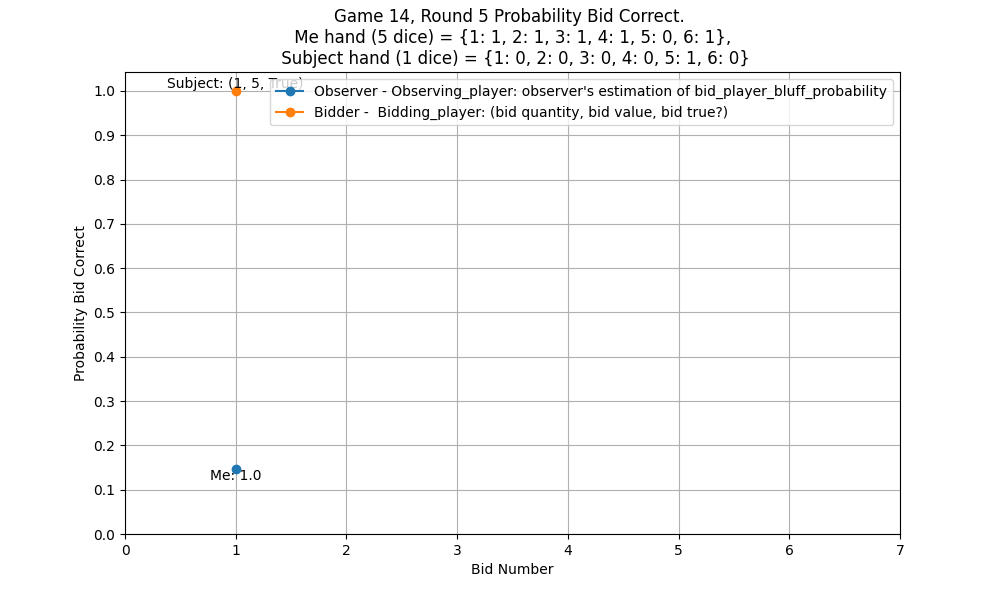 Game 14, Round 5 Probability Bid Correct.
Me hand (5 dice) = {1: 1, 2: 1, 3: 1, 4: 1, 5: 0, 6: 1},
Subject hand (1 dice) = {1: 0, 2: 0, 3: 0, 4: 0, 5: 1, 6: 0}
Subject: (1, 5, True)
Observer - Observing_player: observer's estimation of bid_player_bluff_probability
Bidder -  Bidding_player: (bid quantity, bid value, bid true?)
1.0
0.9
0.8
0.7
0.6
0.5
0.4
0.3
0.2
0.1
0.0
Probability Bid Correct
Me: 1.0
0 1 2 3 4 5 6 7
Bid Number